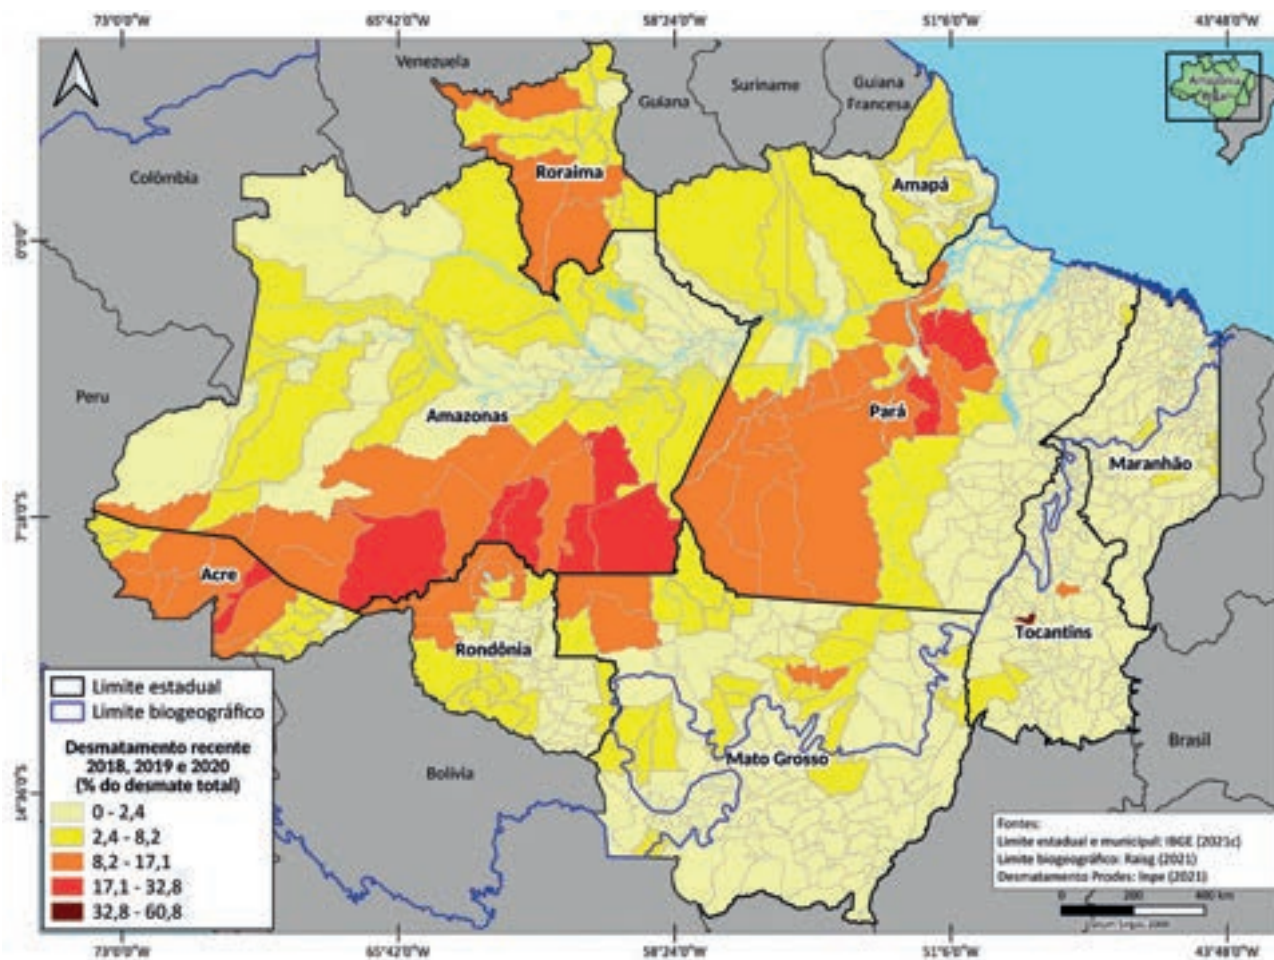 73°0'0"W 65°42'0"W 58°24'0"W 51°6'0"W 43°48'0"W
Venezuela
Guiana
Suriname
Guiana
Francesa
Amazônia
Colômbia
Roraima
Amapá
0°0'0"
Peru
Amazonas
Pará
Maranhão
7°18'0"S
Acre
Rondônia
Tocantins
Mato Grosso
Bolívia
Brasil
14°36'0"S
Limite estadual
Limite biogeográfico
Desmatamento recente
2018, 2019 e 2020
(% do desmate total)
0 - 2,4
2,4 - 8,2
8,2 - 17,1
17,1 - 32,8
32,8 - 60,8
Fontes:
Limite estadual e municipal: IBGE (2021c)
Limite biogeográfico: Raisg (2021)
Desmatamento Prodes: Inpe (2021)
0 200 400 km
73°0'0"W 65°42'0"W 58°24'0"W 51°6'0"W 43°48'0"W